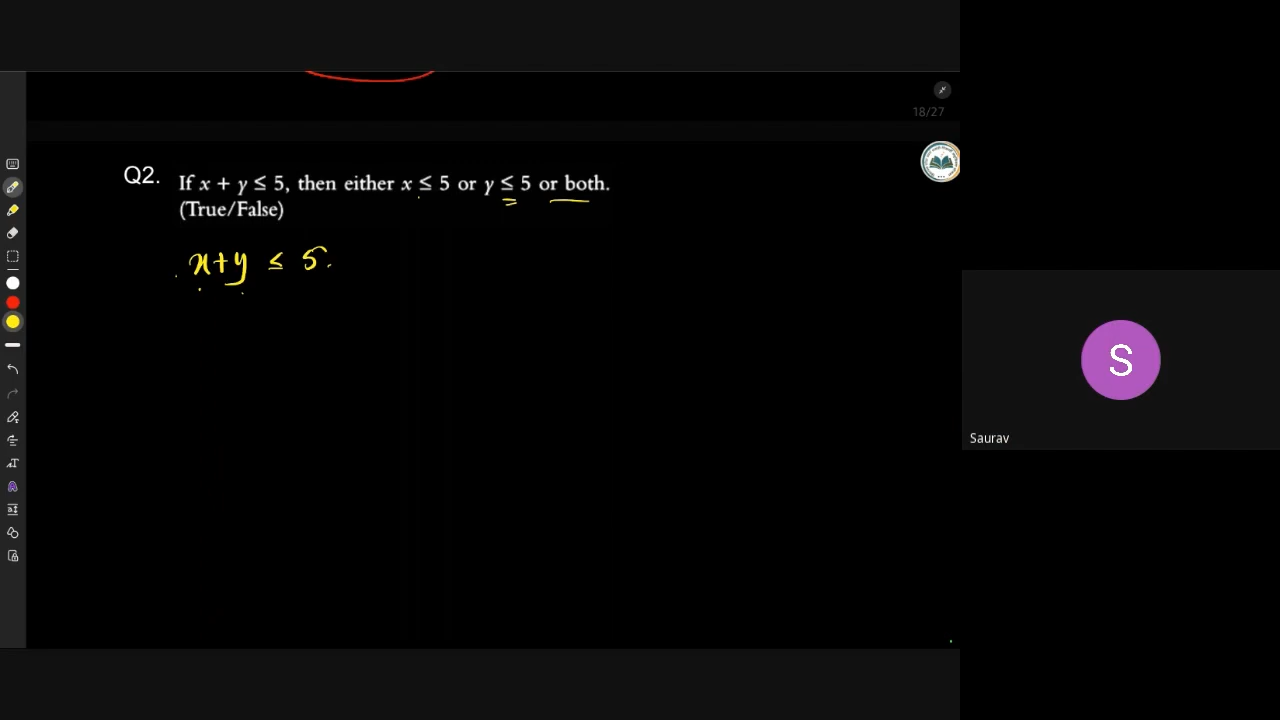 18/27
Q2. If x + y ≤ 5, then either x ≤ 5 or y ≤ 5 or both.
(True/False)
x+y ≤ 5.
S
Saurav